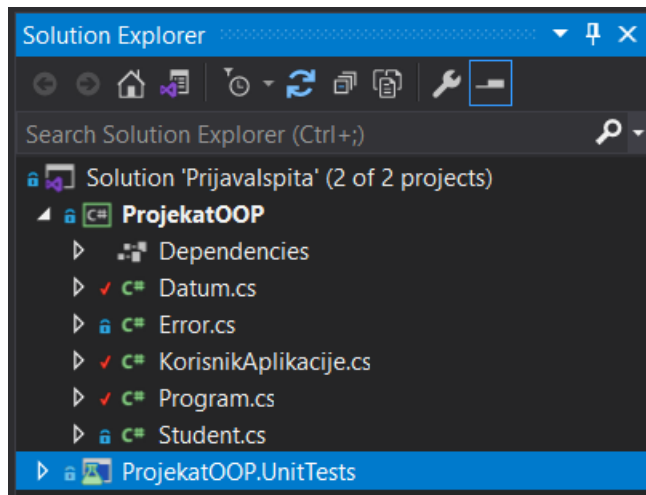 Solution Explorer
Search Solution Explorer (Ctrl+;)
Solution 'PrijavaIspita' (2 of 2 projects)
C# ProjekatOOP
Dependencies
C# Datum.cs
C# Error.cs
C# KorisnikAplikacije.cs
C# Program.cs
C# Student.cs
ProjekatOOP.UnitTests